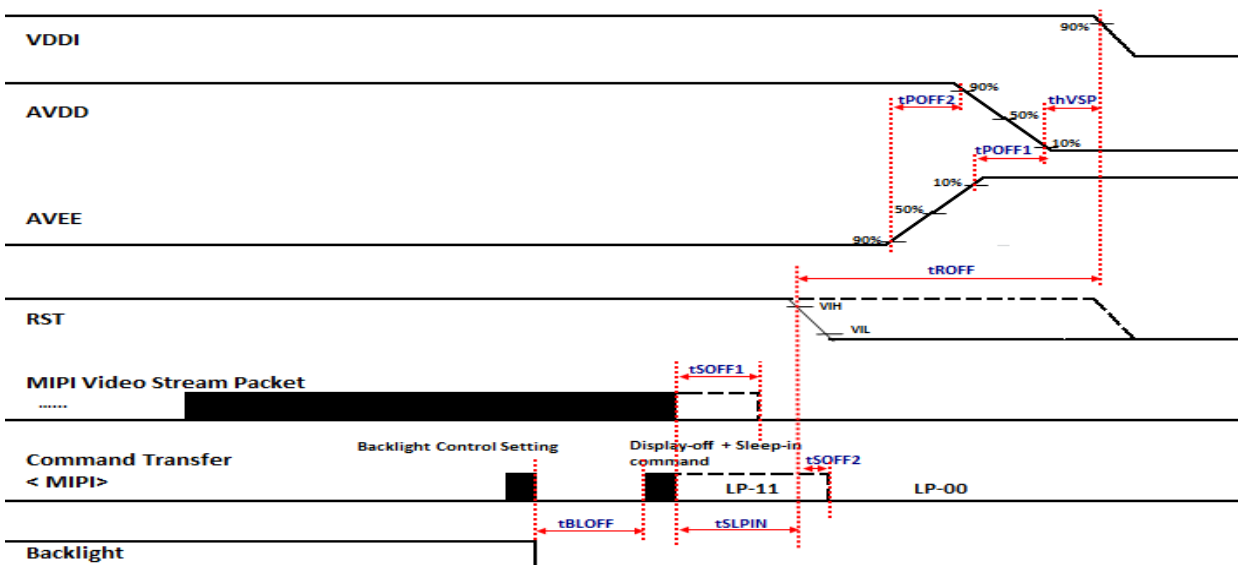 VDDI
90%
AVDD
tPOFF2
90%
thVSP
50%
tPOFF1
10%
10%
AVEE
50%
90%
tROFF
RST
VIH
VIL
tSOFF1
MIPI Video Stream Packet
......
Backlight Control Setting
Display-off + Sleep-in
command
tSOFF2
Command Transfer
< MIPI>
LP-11
LP-00
tBLOFF
tSLPIN
Backlight